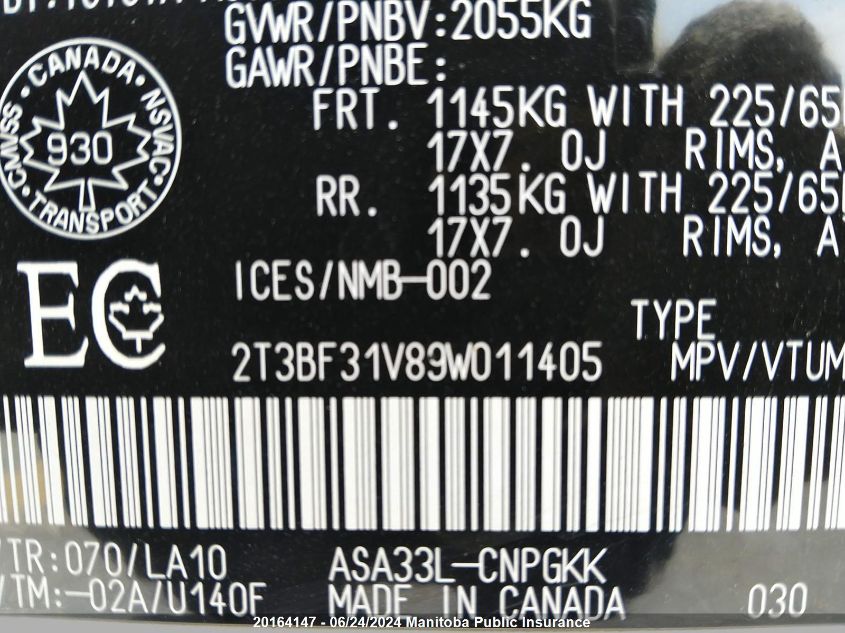 GVWR/PNBV:2055KG
GAWR/PNBE:
FRT. 1145KG WITH 225/65
17X7. 0J RIMS, A
RR. 1135KG WITH 225/65
17X7. 0J RIMS, A
CANADA
CMVSS 930 NSVAC
TRANSPORT
EC
ICES/NMB-002
TYPE
2T3BF31V89W011405 MPV/VTUM
/TR:070/LA10 ASA33L-CNPGKK
/TM:-02A/U140F MADE IN CANADA 030
20164147 - 06/24/2024 Manitoba Public Insurance